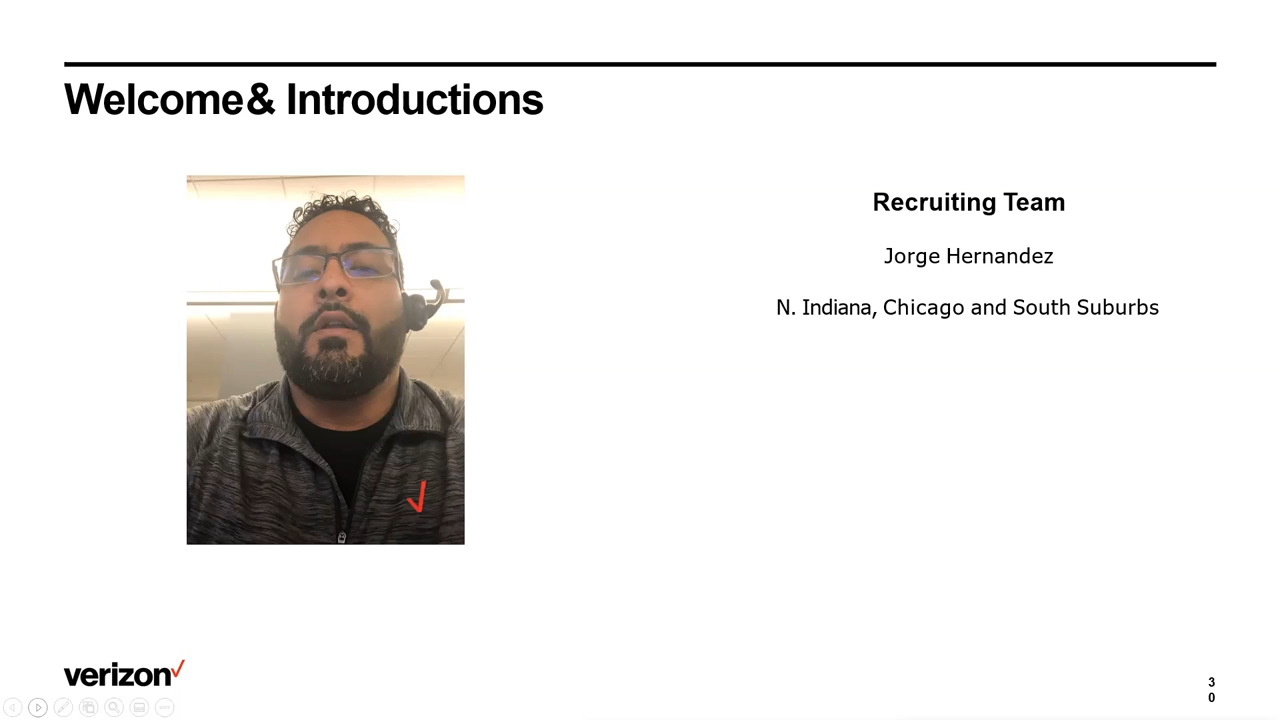 Welcome& Introductions
Recruiting Team
Jorge Hernandez
N. Indiana, Chicago and South Suburbs
verizon
3
0